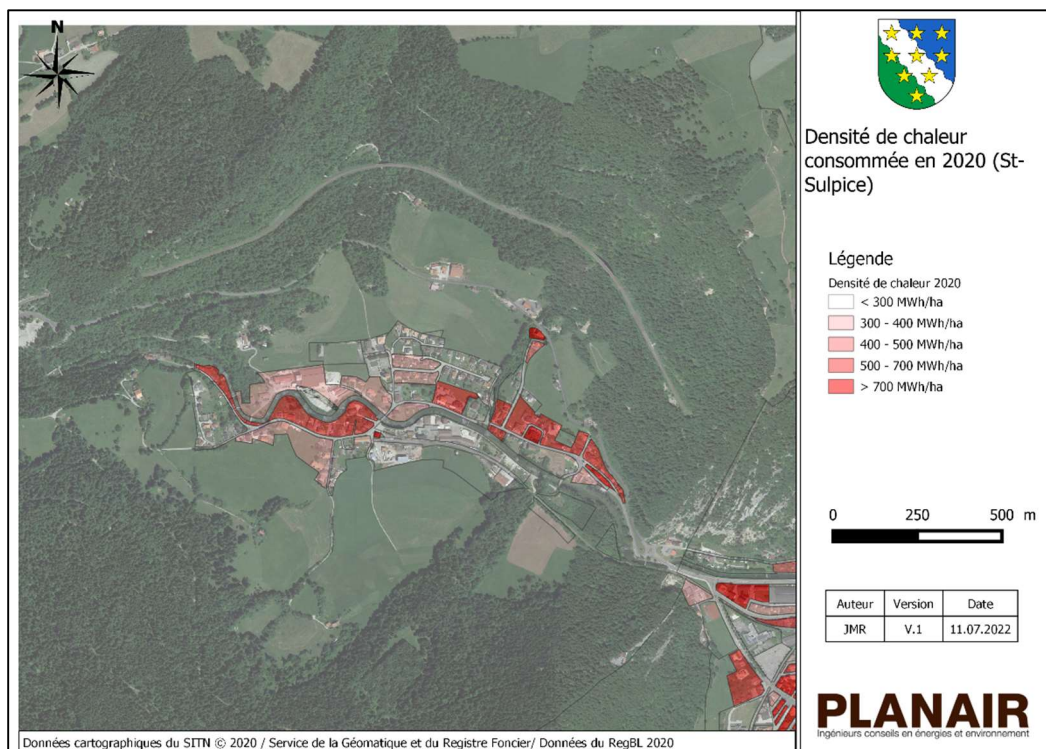 N
Densité de chaleur
consommée en 2020 (St-
Sulpice)
Légende
Densité de chaleur 2020
< 300 MWh/ha
300 - 400 MWh/ha
400 - 500 MWh/ha
500 - 700 MWh/ha
> 700 MWh/ha
0 250 500 m
Auteur Version Date
JMR V.1 11.07.2022
PLANAIR
Ingénieurs conseils en énergies et environnement
Données cartographiques du SITN © 2020 / Service de la Géomatique et du Registre Foncier/ Données du RegBL 2020